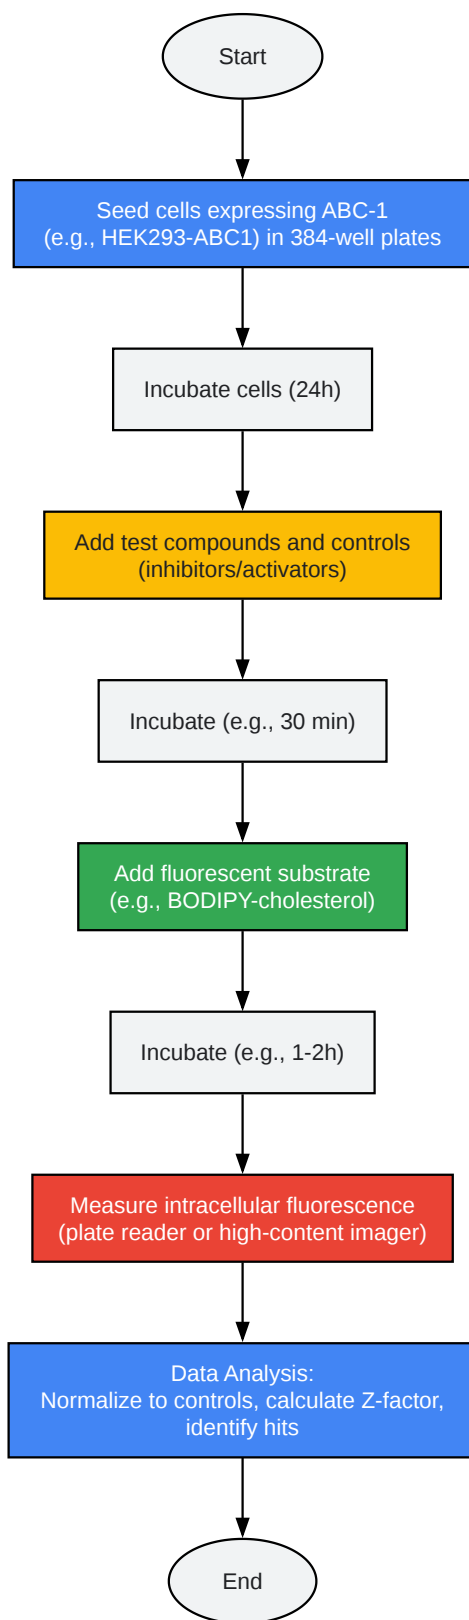 Start
Seed cells expressing ABC-1
(e.g., HEK293-ABC1) in 384-well plates
Incubate cells (24h)
Add test compounds and controls
(inhibitors/activators)
Incubate (e.g., 30 min)
Add fluorescent substrate
(e.g., BODIPY-cholesterol)
Incubate (e.g., 1-2h)
Measure intracellular fluorescence
(plate reader or high-content imager)
Data Analysis:
Normalize to controls, calculate Z-factor,
identify hits
End